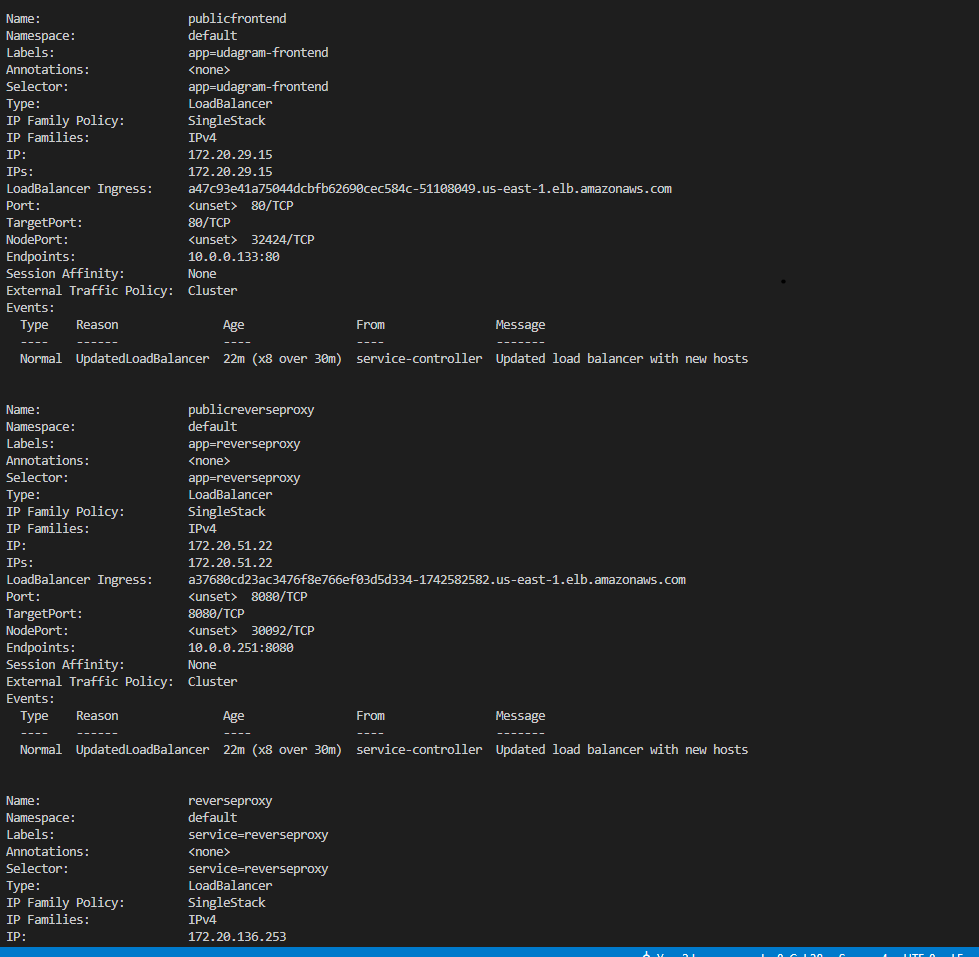 Name:                     publicfrontend
Namespace:                default
Labels:                   app=udagram-frontend
Annotations:              <none>
Selector:                 app=udagram-frontend
Type:                     LoadBalancer
IP Family Policy:         SingleStack
IP Families:              IPv4
IP:                       172.20.29.15
IPs:                      172.20.29.15
LoadBalancer Ingress:     a47c93e41a75044dcbfb62690cec584c-51108049.us-east-1.elb.amazonaws.com
Port:                     <unset>  80/TCP
TargetPort:               80/TCP
NodePort:                 <unset>  32424/TCP
Endpoints:                10.0.0.133:80
Session Affinity:         None
External Traffic Policy:  Cluster
Events:
  Type    Reason               Age                From                Message
  ----    ------               ----               ----                -------
  Normal  UpdatedLoadBalancer  22m (x8 over 30m)  service-controller  Updated load balancer with new hosts
Name:                     publicreverseproxy
Namespace:                default
Labels:                   app=reverseproxy
Annotations:              <none>
Selector:                 app=reverseproxy
Type:                     LoadBalancer
IP Family Policy:         SingleStack
IP Families:              IPv4
IP:                       172.20.51.22
IPs:                      172.20.51.22
LoadBalancer Ingress:     a37680cd23ac3476f8e766ef03d5d334-1742582582.us-east-1.elb.amazonaws.com
Port:                     <unset>  8080/TCP
TargetPort:               8080/TCP
NodePort:                 <unset>  30092/TCP
Endpoints:                10.0.0.251:8080
Session Affinity:         None
External Traffic Policy:  Cluster
Events:
  Type    Reason               Age                From                Message
  ----    ------               ----               ----                -------
  Normal  UpdatedLoadBalancer  22m (x8 over 30m)  service-controller  Updated load balancer with new hosts
Name:                     reverseproxy
Namespace:                default
Labels:                   service=reverseproxy
Annotations:              <none>
Selector:                 service=reverseproxy
Type:                     LoadBalancer
IP Family Policy:         SingleStack
IP Families:              IPv4
IP:                       172.20.136.253